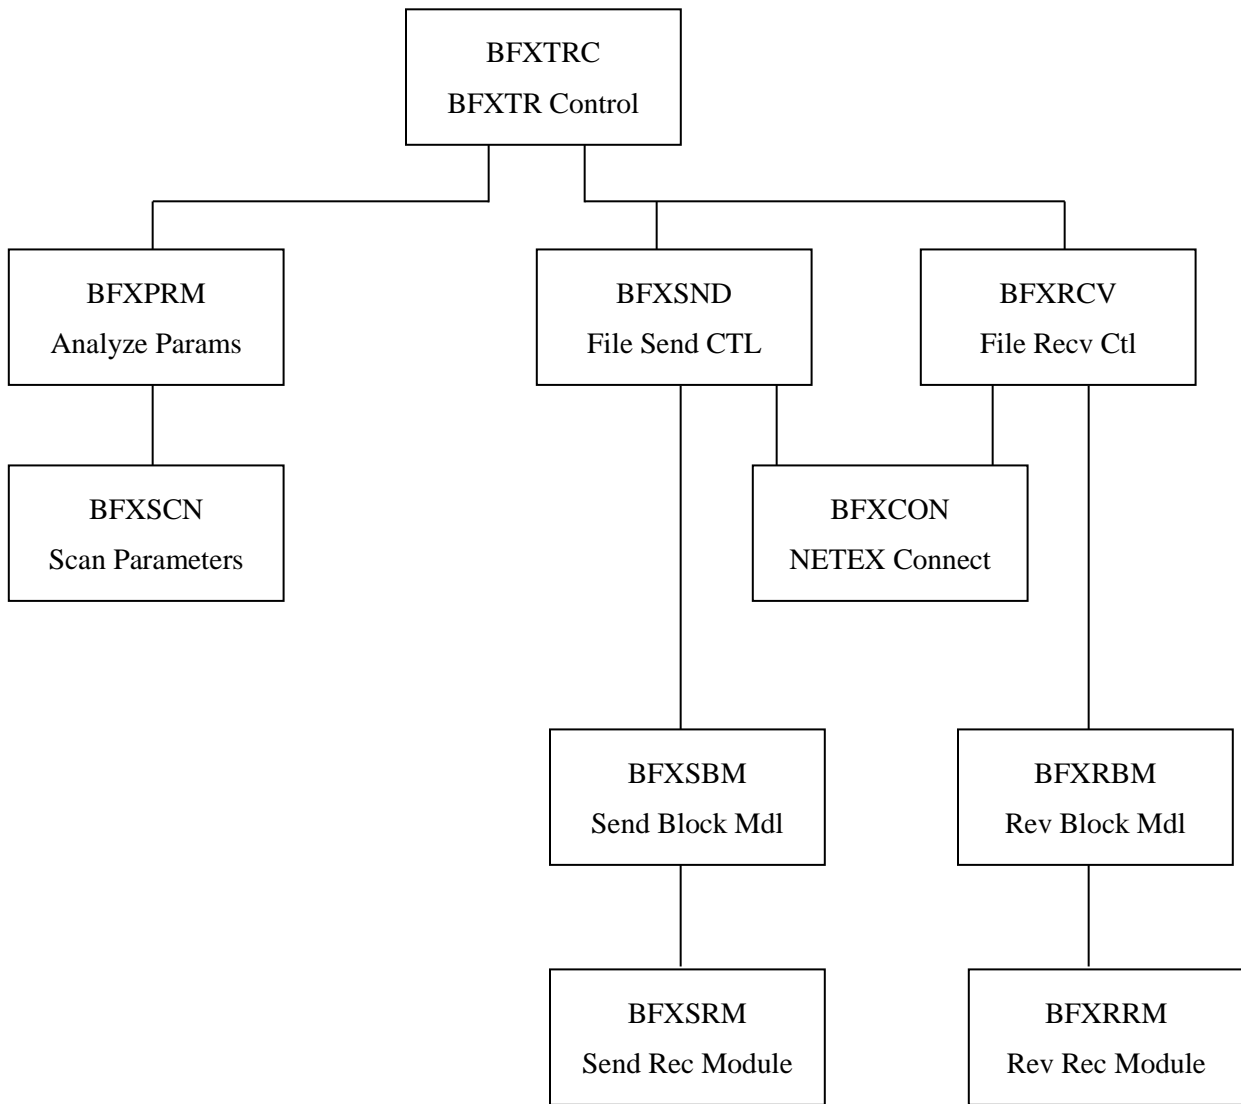 BFXTRC
BFXTR Control
BFXPRM
Analyze Params
BFXSND
File Send CTL
BFXRCV
File Recv Ctl
BFXSCN
Scan Parameters
BFXCON
NETEX Connect
BFXSBM
Send Block Mdl
BFXRBM
Rev Block Mdl
BFXSRM
Send Rec Module
BFXRRM
Rev Rec Module